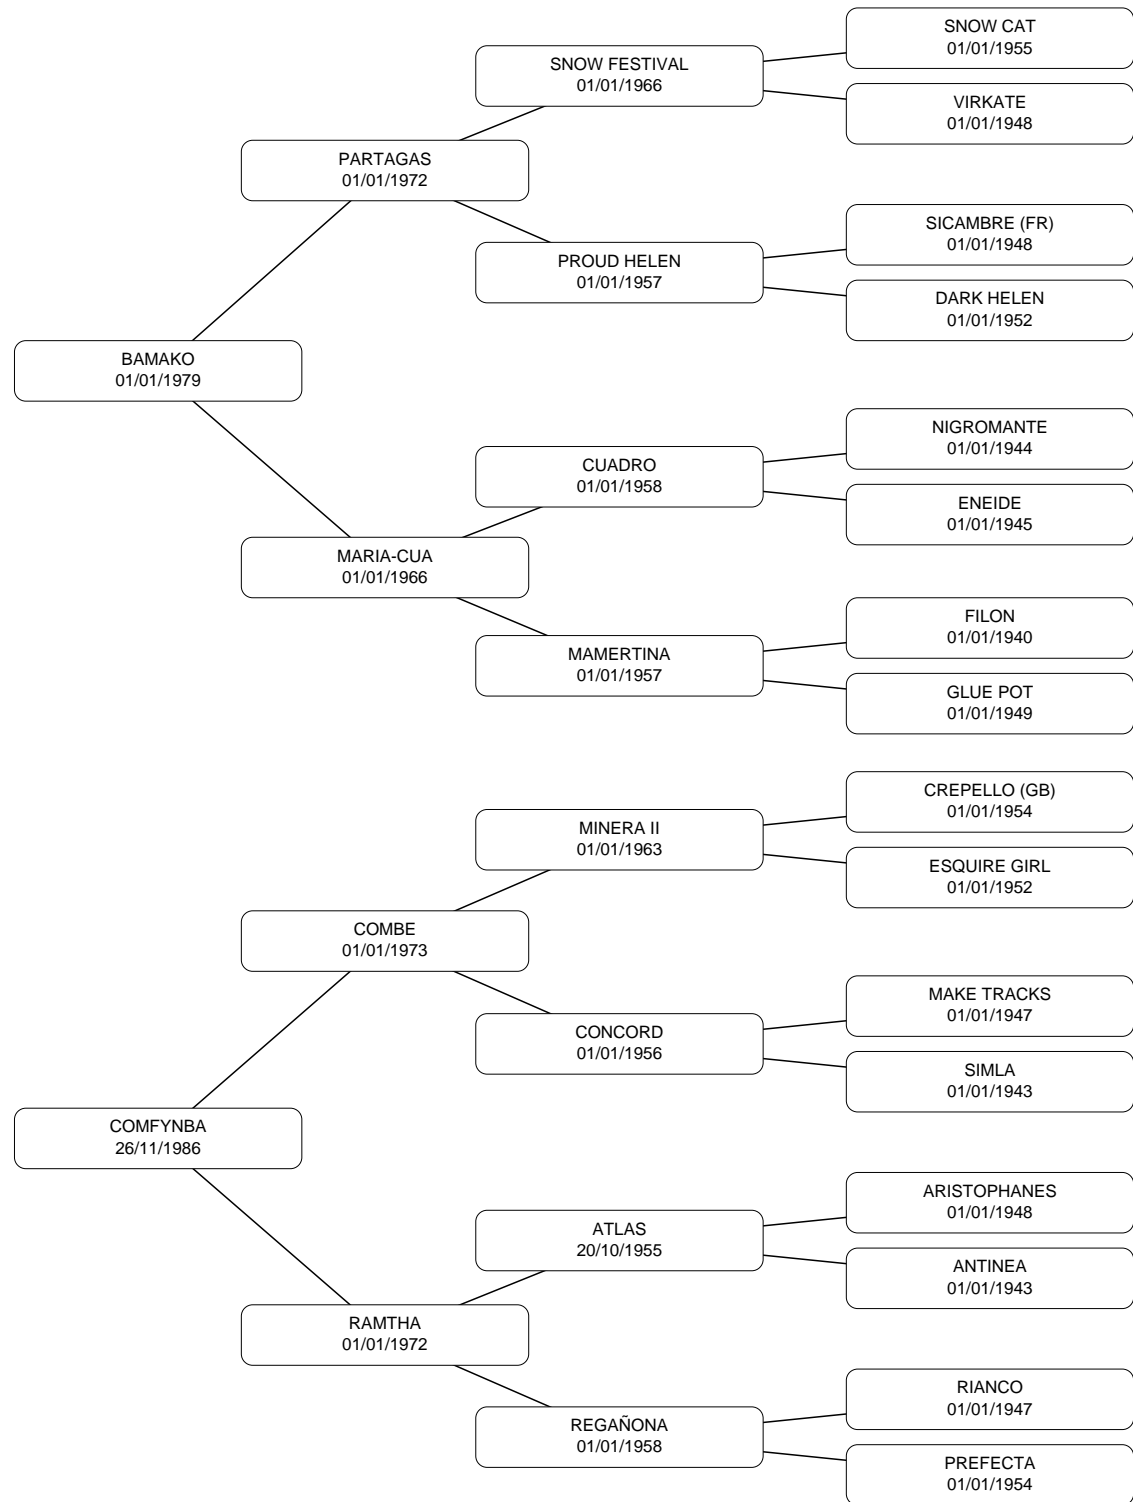 SNOW CAT
01/01/1955
SNOW FESTIVAL
01/01/1966
VIRKATE
01/01/1948
PARTAGAS
01/01/1972
SICAMBRE (FR)
01/01/1948
PROUD HELEN
01/01/1957
DARK HELEN
01/01/1952
BAMAKO
01/01/1979
NIGROMANTE
01/01/1944
CUADRO
01/01/1958
ENEIDE
01/01/1945
MARIA-CUA
01/01/1966
FILON
01/01/1940
MAMERTINA
01/01/1957
GLUE POT
01/01/1949
CREPELLO (GB)
01/01/1954
MINERA II
01/01/1963
ESQUIRE GIRL
01/01/1952
COMBE
01/01/1973
MAKE TRACKS
01/01/1947
CONCORD
01/01/1956
SIMLA
01/01/1943
COMFYNBA
26/11/1986
ARISTOPHANES
01/01/1948
ATLAS
20/10/1955
ANTINEA
01/01/1943
RAMTHA
01/01/1972
RIANCO
01/01/1947
REGAÑONA
01/01/1958
PREFECTA
01/01/1954